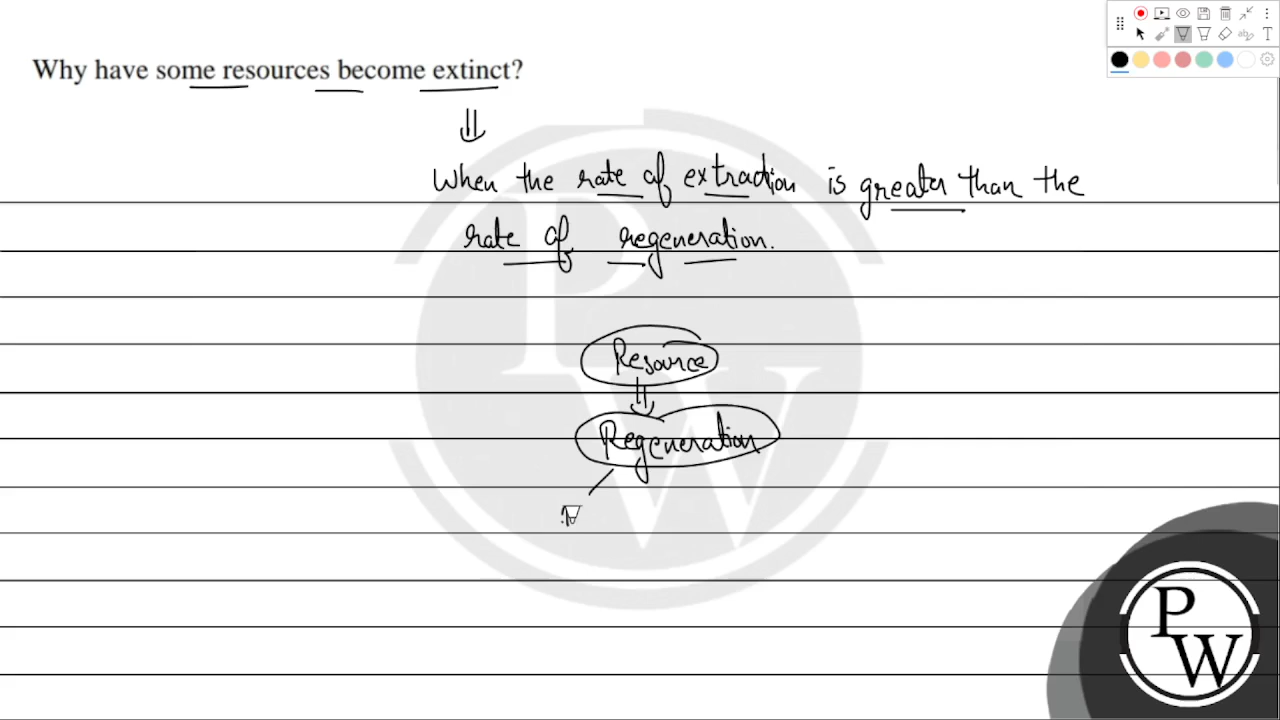 Why have some resources become extinct?
When the rate of extraction is greater than the
rate of regeneration.
Resource
Regeneration
PW
PW